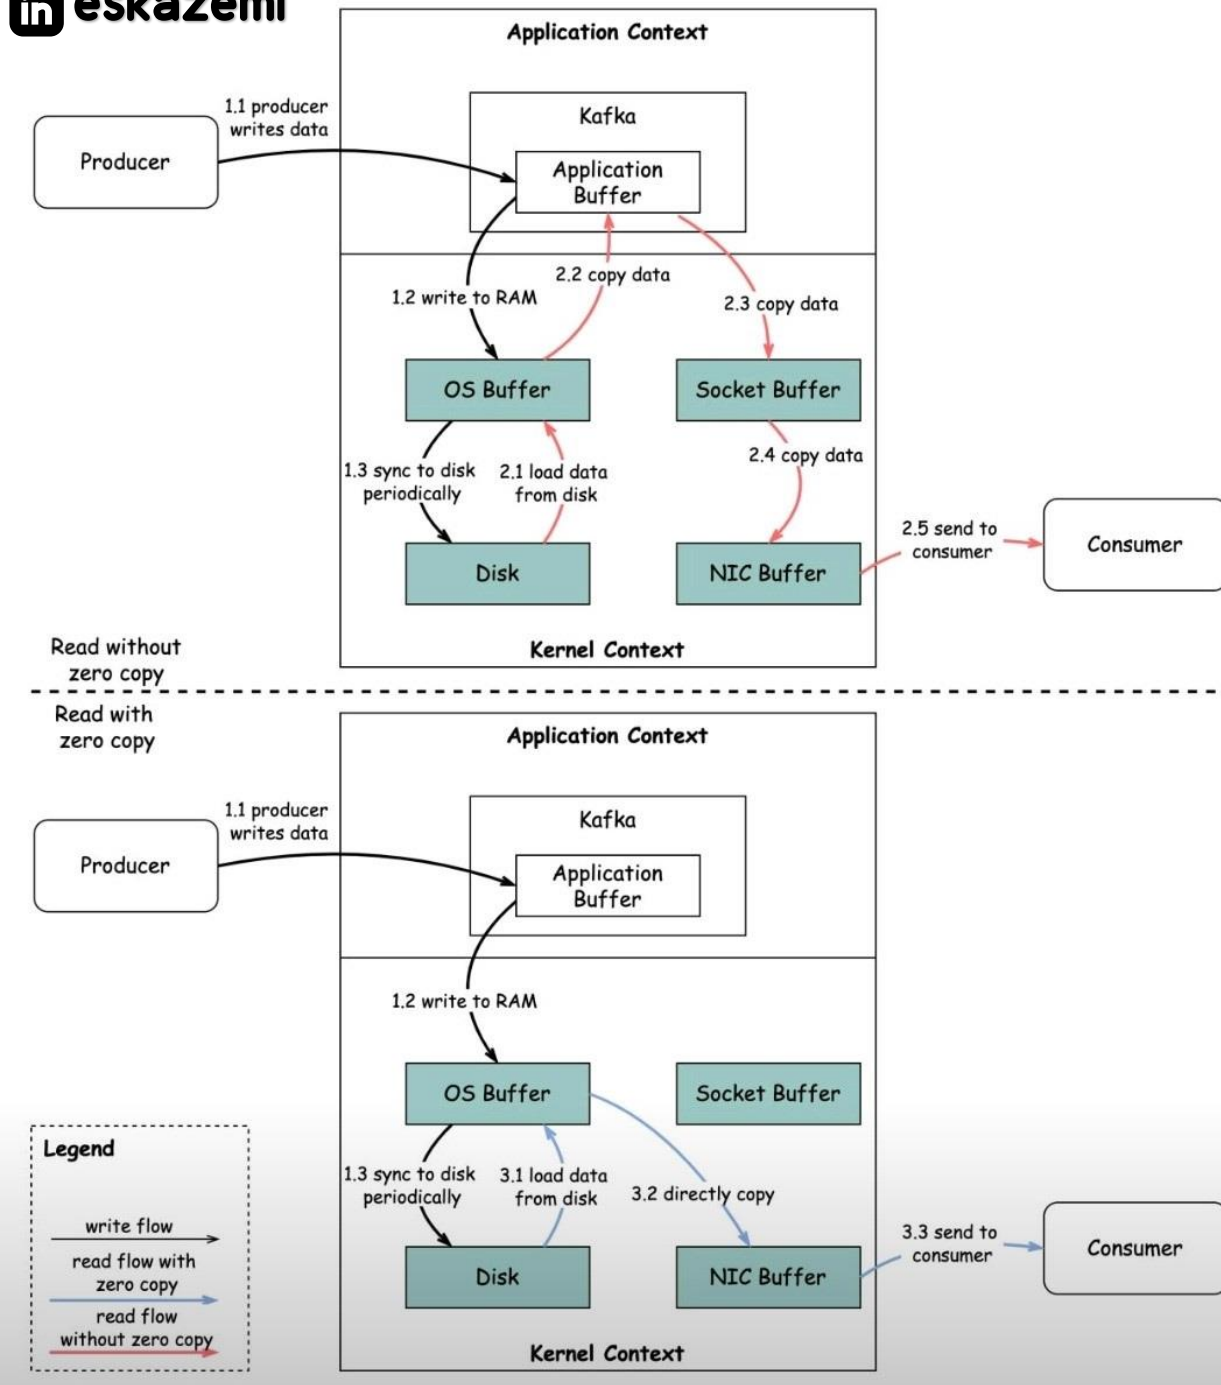 in eskazemi
Application Context
1.1 producer
writes data
Kafka
Producer
Application
Buffer
2.2 copy data
1.2 write to RAM
2.3 copy data
OS Buffer
Socket Buffer
2.4 copy data
1.3 sync to disk
periodically
2.1 load data
from disk
2.5 send to
consumer
Consumer
Disk
NIC Buffer
Kernel Context
Read without
zero copy
Read with
zero copy
Application Context
1.1 producer
writes data
Kafka
Producer
Application
Buffer
1.2 write to RAM
OS Buffer
Socket Buffer
1.3 sync to disk
periodically
3.1 load data
from disk
3.2 directly copy
3.3 send to
consumer
Consumer
Disk
NIC Buffer
Kernel Context
Legend
write flow
read flow with
zero copy
read flow
without zero copy